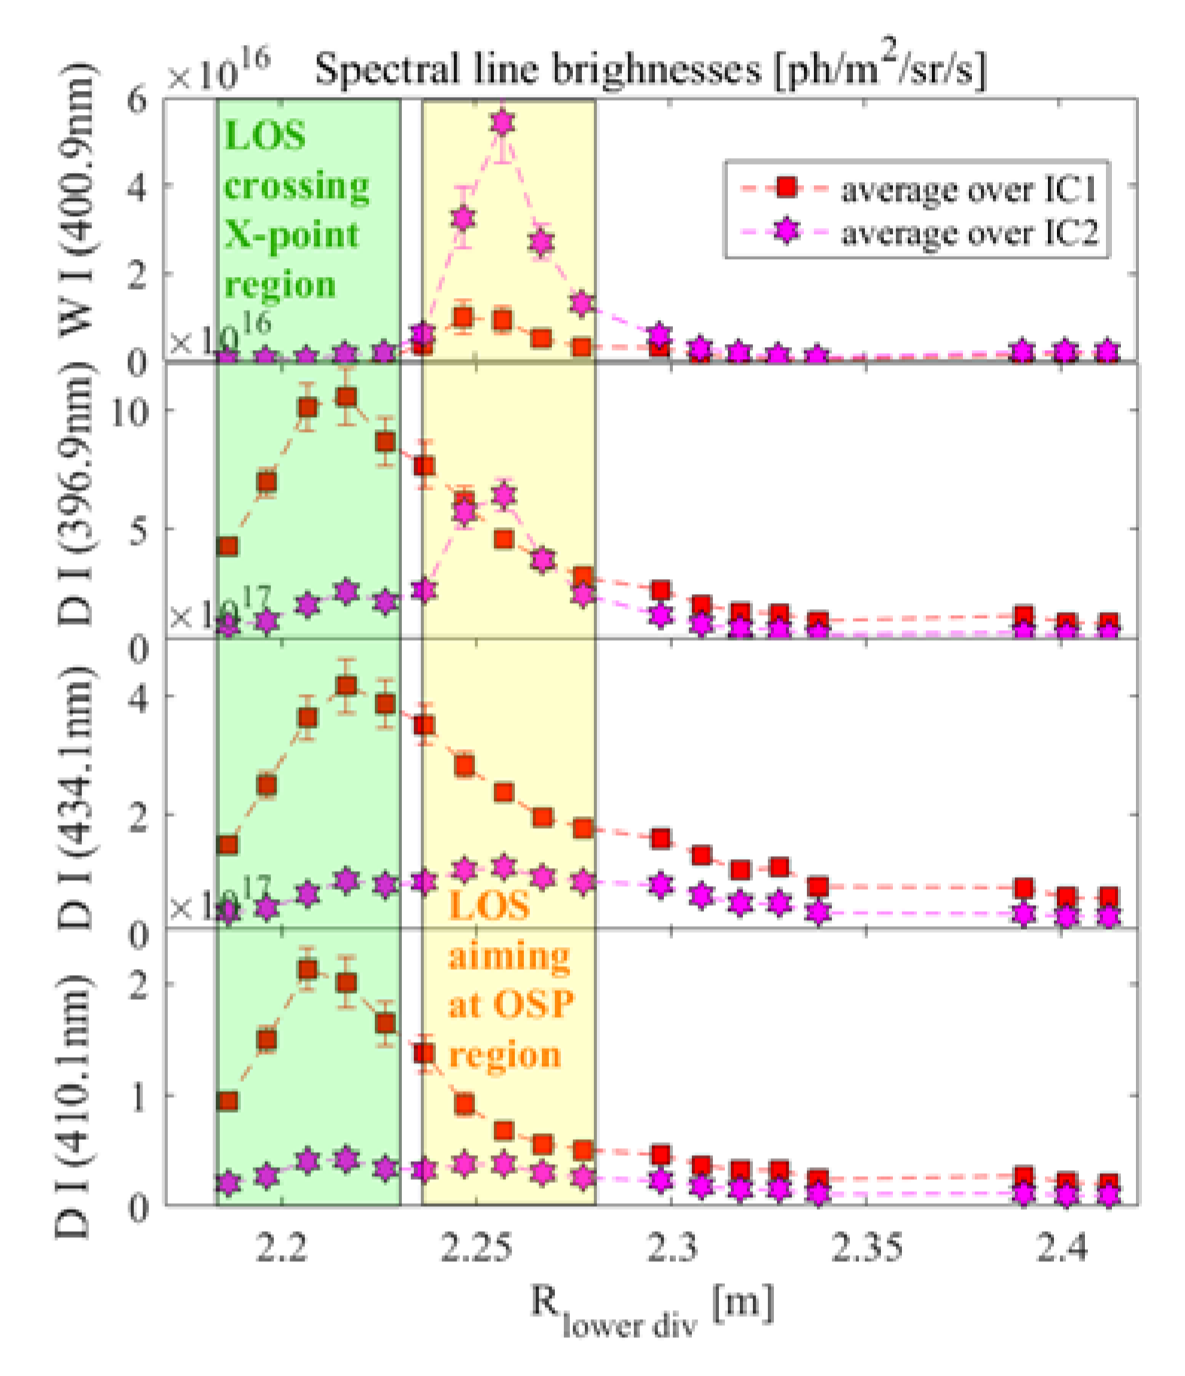 ×10^16 Spectral line brighnesses [ph/m^2/sr/s]
W I (400.9nm)
6
4
2
0
LOS
crossing
X-point
region
average over IC1
average over IC2
×10^16
D I (396.9nm)
10
5
0
×10^17
D I (434.1nm)
4
2
0
×10^17
LOS
aiming
at OSP
region
D I (410.1nm)
2
1
0
2.2 2.25 2.3 2.35 2.4
R_lower div [m]